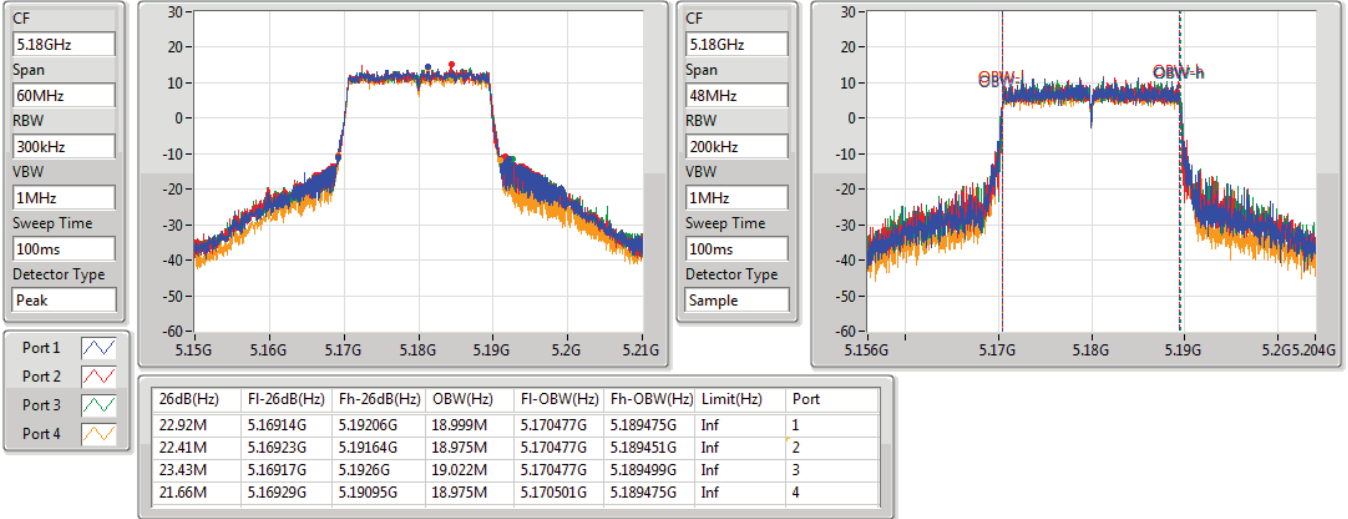 CF
5.18GHz
Span
60MHz
RBW
300kHz
VBW
1MHz
Sweep Time
100ms
Detector Type
Peak
30
20
10
0
-10
-20
-30
-40
-50
-60
5.15G 5.16G 5.17G 5.18G 5.19G 5.2G 5.21G
CF
5.18GHz
Span
48MHz
RBW
200kHz
VBW
1MHz
Sweep Time
100ms
Detector Type
Sample
30
20
10
0
-10
-20
-30
-40
-50
-60
OBW-l OBW-h
5.156G 5.17G 5.18G 5.19G 5.2G 5.204G
Port 1
Port 2
Port 3
Port 4
26dB(Hz) Fl-26dB(Hz) Fh-26dB(Hz) OBW(Hz) Fl-OBW(Hz) Fh-OBW(Hz) Limit(Hz) Port
22.92M 5.16914G 5.19206G 18.999M 5.170477G 5.189475G Inf 1
22.41M 5.16923G 5.19164G 18.975M 5.170477G 5.189451G Inf 2
23.43M 5.16917G 5.1926G 19.022M 5.170477G 5.189499G Inf 3
21.66M 5.16929G 5.19095G 18.975M 5.170501G 5.189475G Inf 4